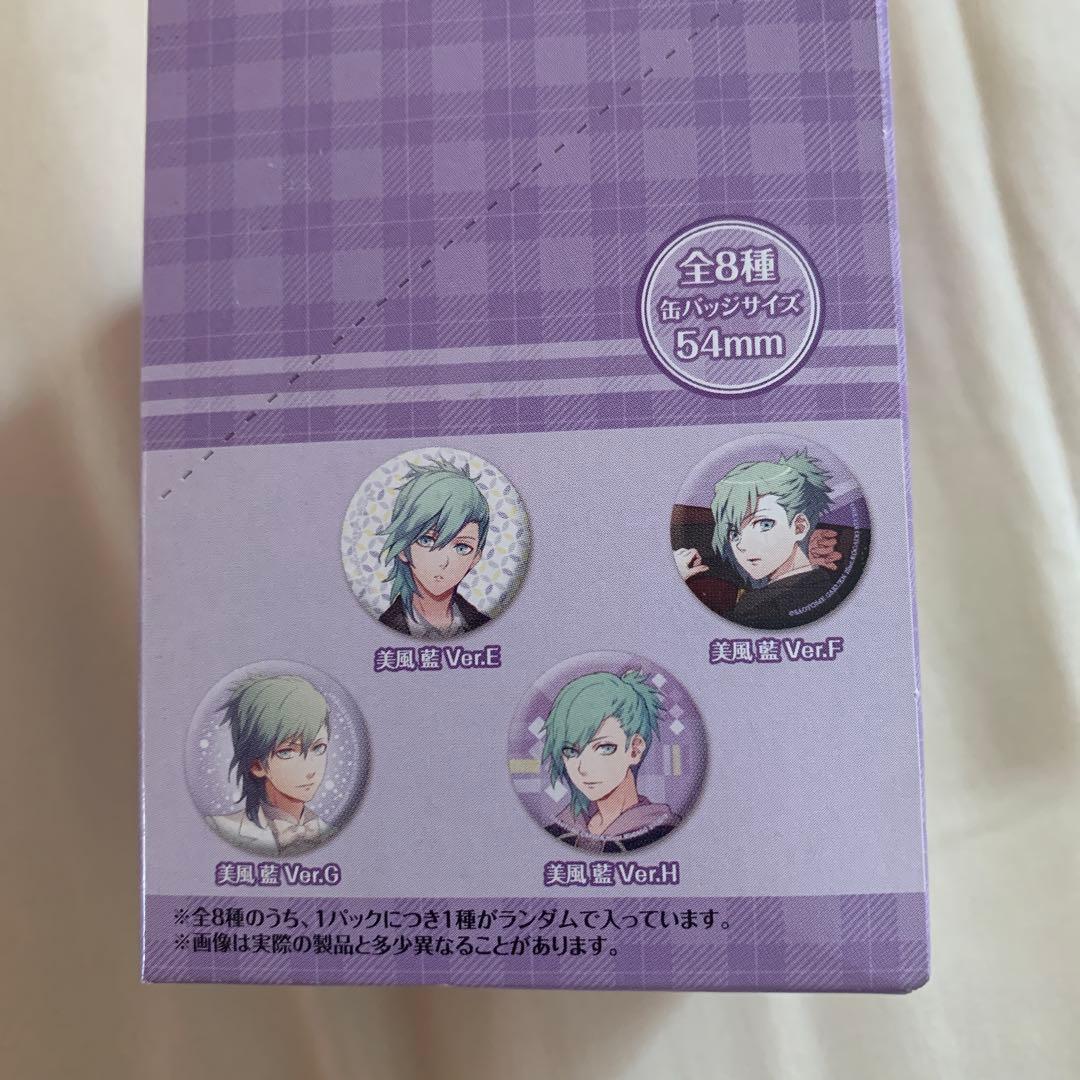 全8種
缶バッジサイズ
54mm
美風 藍 Ver.E
美風 藍 Ver.F
美風 藍 Ver.G
美風 藍 Ver.H
※全8種のうち、1パックにつき1種がランダムで入っています。
※画像は実際の製品と多少異なることがあります。